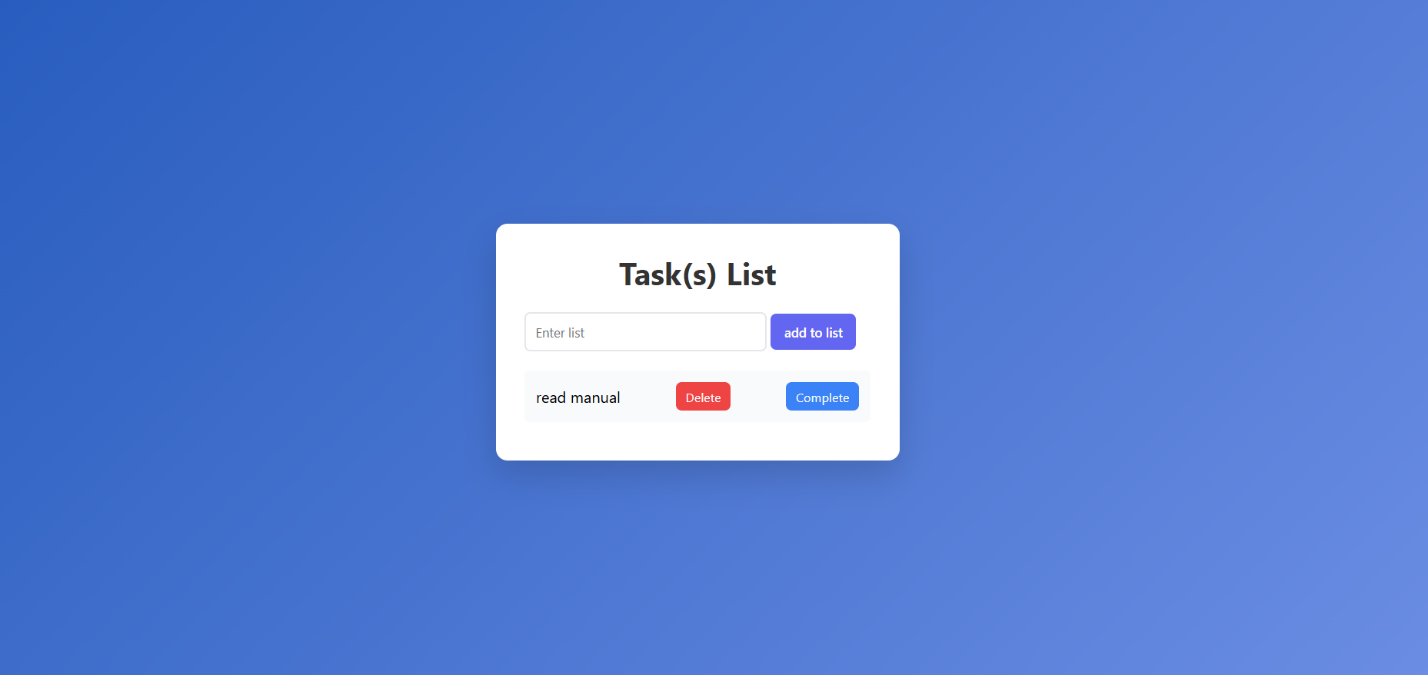 Task(s) List
Enter list
add to list
read manual
Delete
Complete